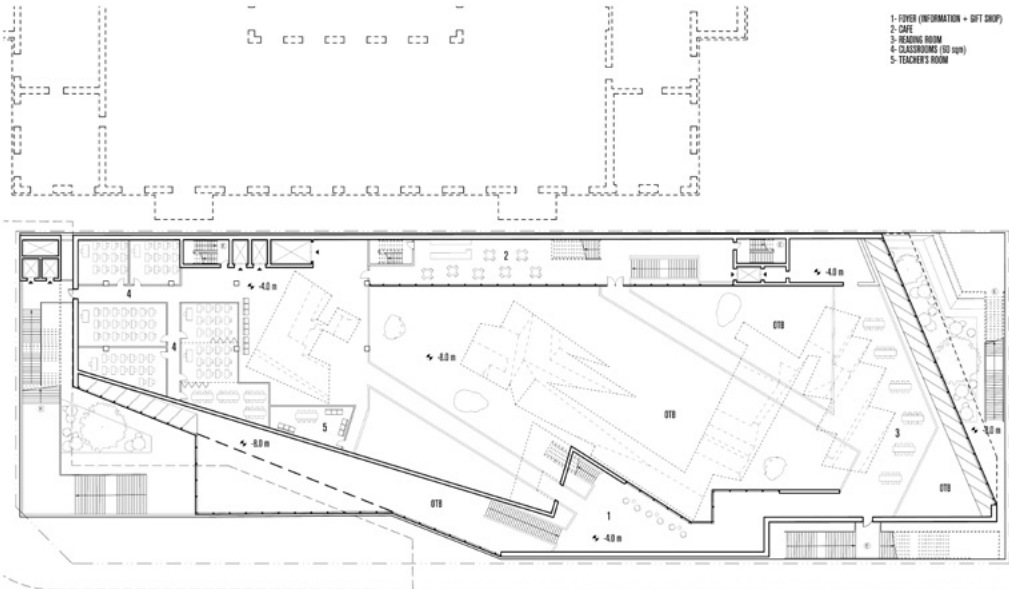 1- FOYER (INFORMATION + GIFT SHOP)
2- CAFE
3- READING ROOM
4- CLASSROOMS (60 sqm)
5- TEACHER'S ROOM
2
-4.0 m
-4.0 m
4
OTB
4
-8.0 m
OTB
5
3
-8.0 m
-8.0 m
OTB
OTB
1
-4.0 m